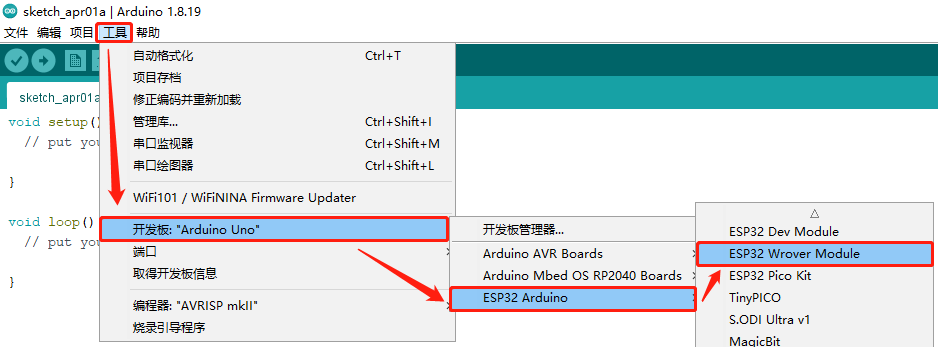 sketch_apr01a | Arduino 1.8.19
文件 编辑 项目 工具 帮助
自动格式化 Ctrl+T
项目存档
修正编码并重新加载
管理库... Ctrl+Shift+I
串口监视器 Ctrl+Shift+M
串口绘图器 Ctrl+Shift+L
WiFi101 / WiFiNINA Firmware Updater
开发板: "Arduino Uno"
端口
取得开发板信息
编程器: "AVRISP mkII"
烧录引导程序
sketch_apr01a
void setup()
// put you
}
void loop()
// put you
}
开发板管理器...
Arduino AVR Boards
Arduino Mbed OS RP2040 Boards
ESP32 Arduino
ESP32 Dev Module
ESP32 Wrover Module
ESP32 Pico Kit
TinyPICO
S.ODI Ultra v1
MagicBit